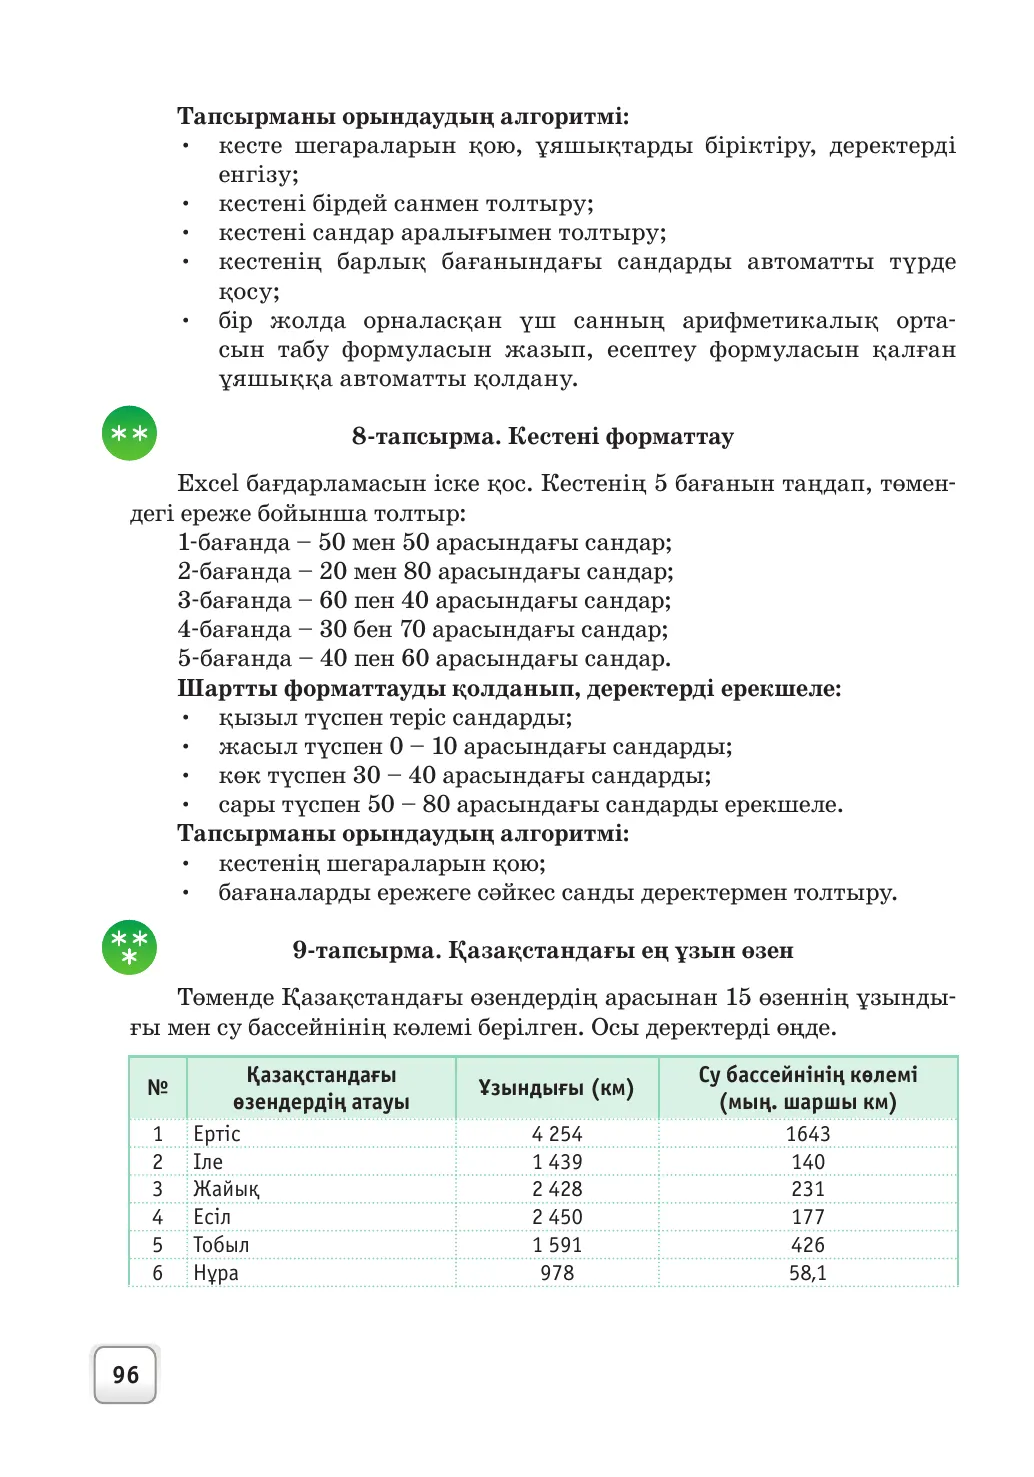 Тапсырманы орындаудың алгоритмі:
• кесте шегараларын қою, ұяшықтарды біріктіру, деректерді
енгізу;
• кестені бірдей санмен толтыру;
• кестені сандар аралығымен толтыру;
• кестенің барлық бағанындағы сандарды автоматты түрде
қосу;
• бір жолда орналасқан үш санның арифметикалық орта-
сын табу формуласын жазып, есептеу формуласын қалған
ұяшыққа автоматты қолдану.
** 8-тапсырма. Кестені форматтау
Excel бағдарламасын іске қос. Кестенің 5 бағанын таңдап, төмен-
дегі ереже бойынша толтыр:
1-бағанда – 50 мен 50 арасындағы сандар;
2-бағанда – 20 мен 80 арасындағы сандар;
3-бағанда – 60 пен 40 арасындағы сандар;
4-бағанда – 30 бен 70 арасындағы сандар;
5-бағанда – 40 пен 60 арасындағы сандар.
Шартты форматтауды қолданып, деректерді ерекшеле:
• қызыл түспен теріс сандарды;
• жасыл түспен 0 – 10 арасындағы сандарды;
• көк түспен 30 – 40 арасындағы сандарды;
• сары түспен 50 – 80 арасындағы сандарды ерекшеле.
Тапсырманы орындаудың алгоритмі:
• кестенің шегараларын қою;
• бағаналарды ережеге сәйкес санды деректермен толтыру.
*** 9-тапсырма. Қазақстандағы ең ұзын өзен
Төменде Қазақстандағы өзендердің арасынан 15 өзеннің ұзынды-
ғы мен су бассейнінің көлемі берілген. Осы деректерді өңде.
№ Қазақстандағы өзендердің атауы Ұзындығы (км) Су бассейнінің көлемі (мың. шаршы км)
1 Ертіс 4 254 1643
2 Іле 1 439 140
3 Жайық 2 428 231
4 Есіл 2 450 177
5 Тобыл 1 591 426
6 Нұра 978 58,1
96